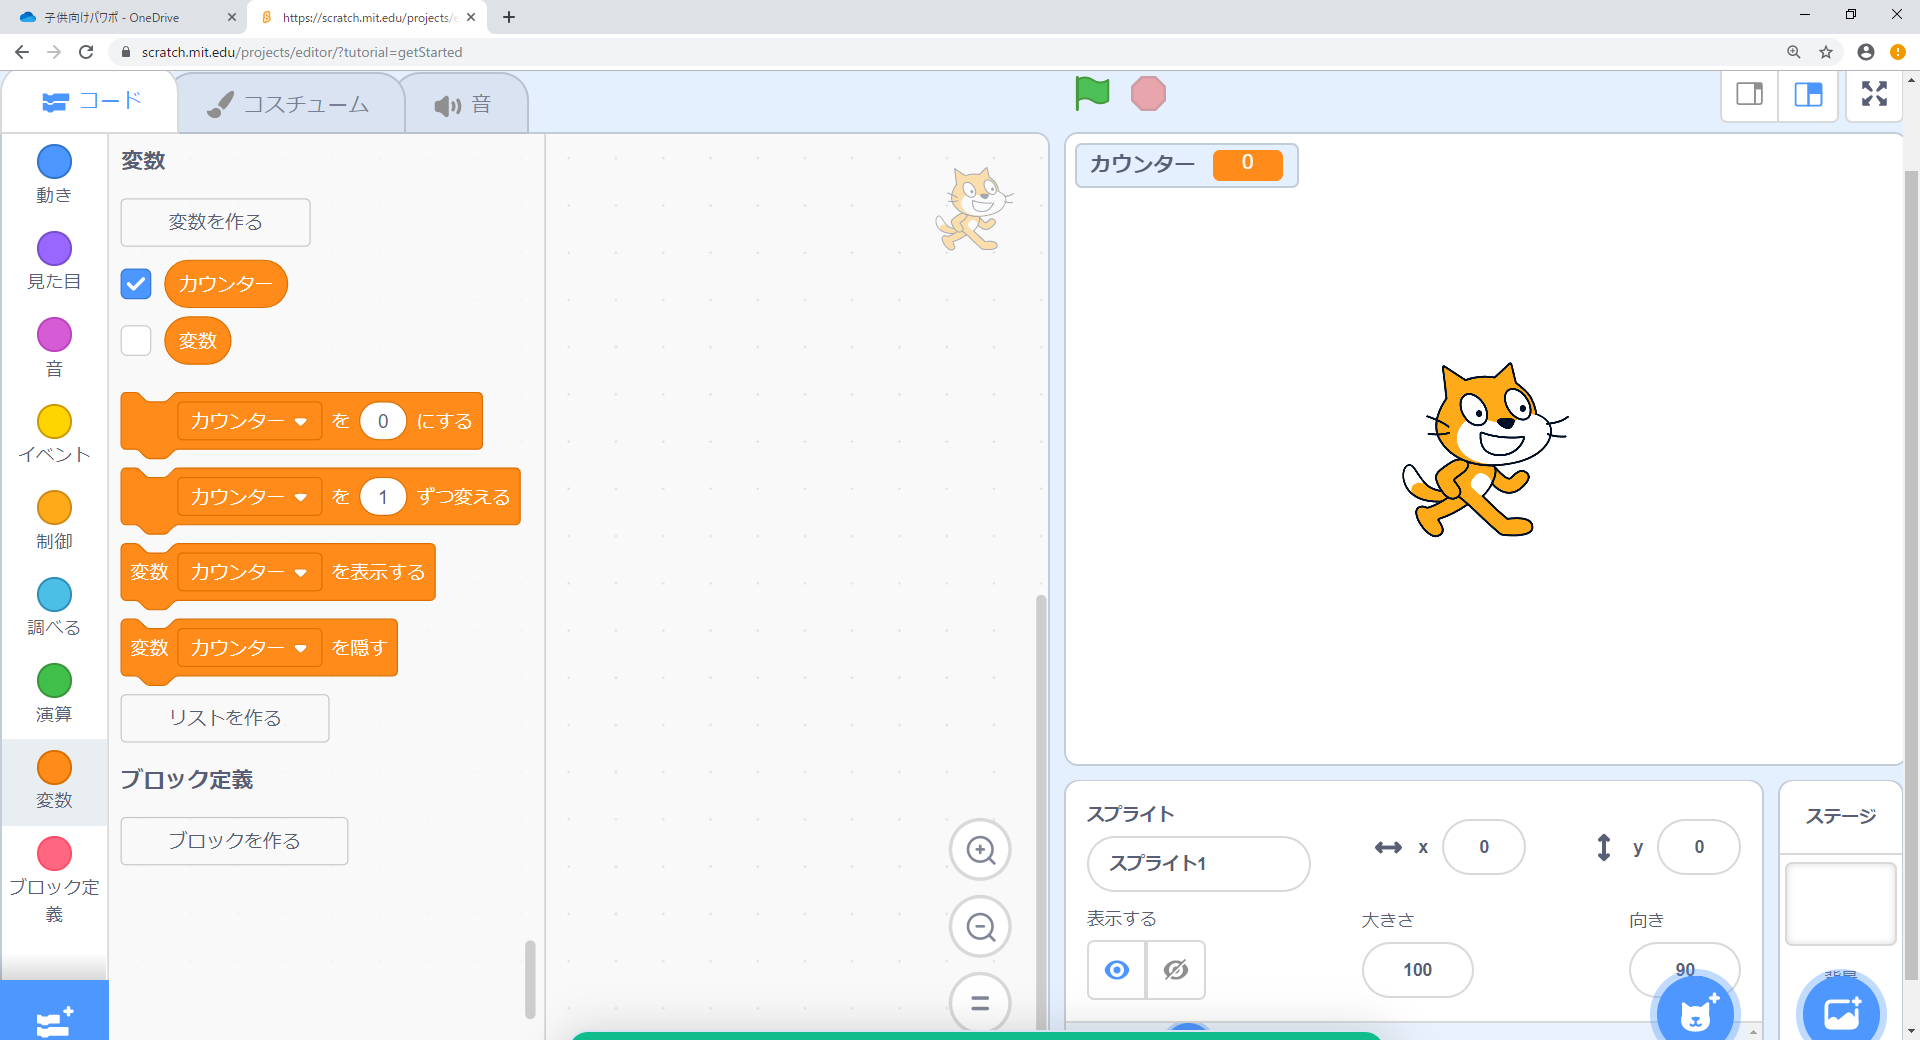 子供向けパワポ - OneDrive
https://scratch.mit.edu/projects/e
scratch.mit.edu/projects/editor/?tutorial=getStarted
コード
コスチューム
音
動き
見た目
音
イベント
制御
調べる
演算
変数
ブロック定
義
変数
変数を作る
カウンター
変数
カウンター を 0 にする
カウンター を 1 ずつ変える
変数 カウンター を表示する
変数 カウンター を隠す
リストを作る
ブロック定義
ブロックを作る
カウンター 0
スプライト
スプライト1
x 0
y 0
表示する
大きさ
100
向き
90
ステージ
背景